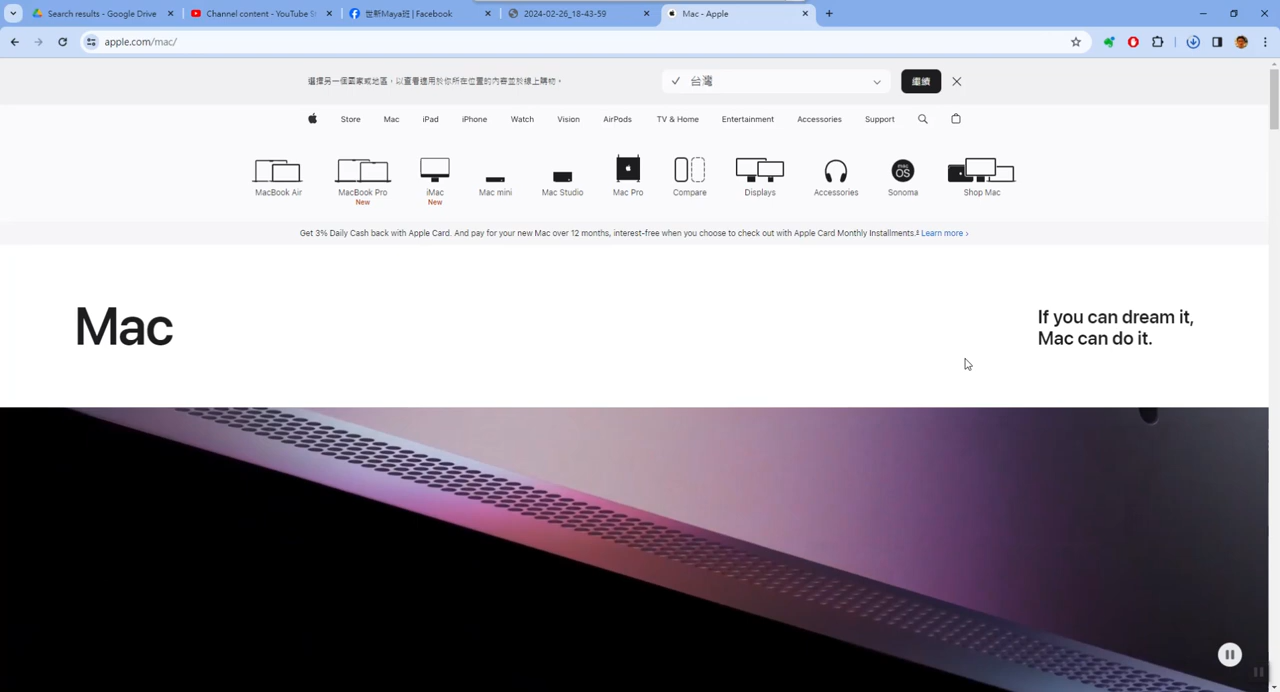 Search results - Google Drive
Channel content - YouTube S
世新Maya班 | Facebook
2024-02-26_18-43-59
Mac - Apple
apple.com/mac/
選擇另一個國家或地區，以查看適用於你所在位置的內容並於線上購物。
台灣
繼續
Store
Mac
iPad
iPhone
Watch
Vision
AirPods
TV & Home
Entertainment
Accessories
Support
MacBook Air
MacBook Pro
New
iMac
New
Mac mini
Mac Studio
Mac Pro
Compare
Displays
mac
OS
Accessories
Sonoma
Shop Mac
Get 3% Daily Cash back with Apple Card. And pay for your new Mac over 12 months, interest-free when you choose to check out with Apple Card Monthly Installments.± Learn more >
Mac
If you can dream it,
Mac can do it.